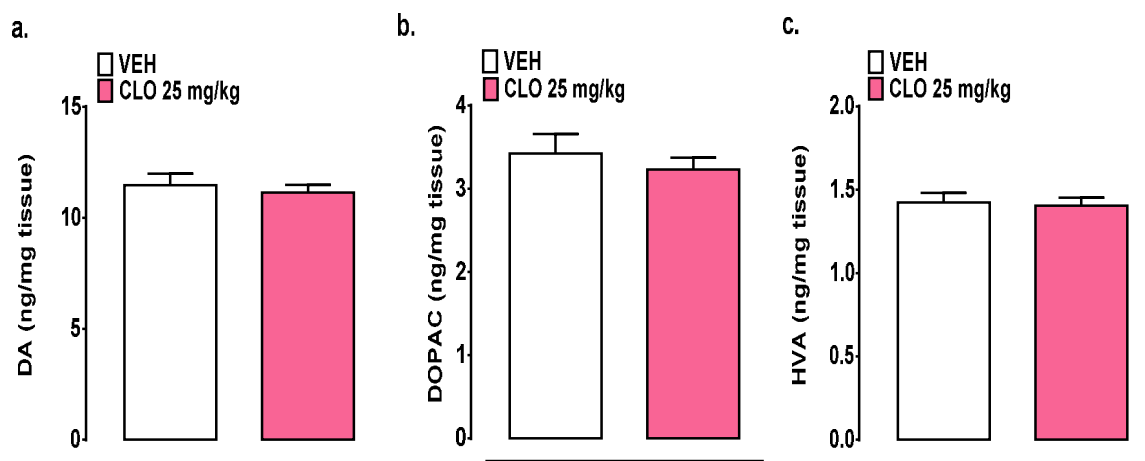 a.
VEH
CLO 25 mg/kg
DA (ng/mg tissue)
15
10
5
0
b.
VEH
CLO 25 mg/kg
DOPAC (ng/mg tissue)
4
3
2
1
0
c.
VEH
CLO 25 mg/kg
HVA (ng/mg tissue)
2.0
1.5
1.0
0.5
0.0